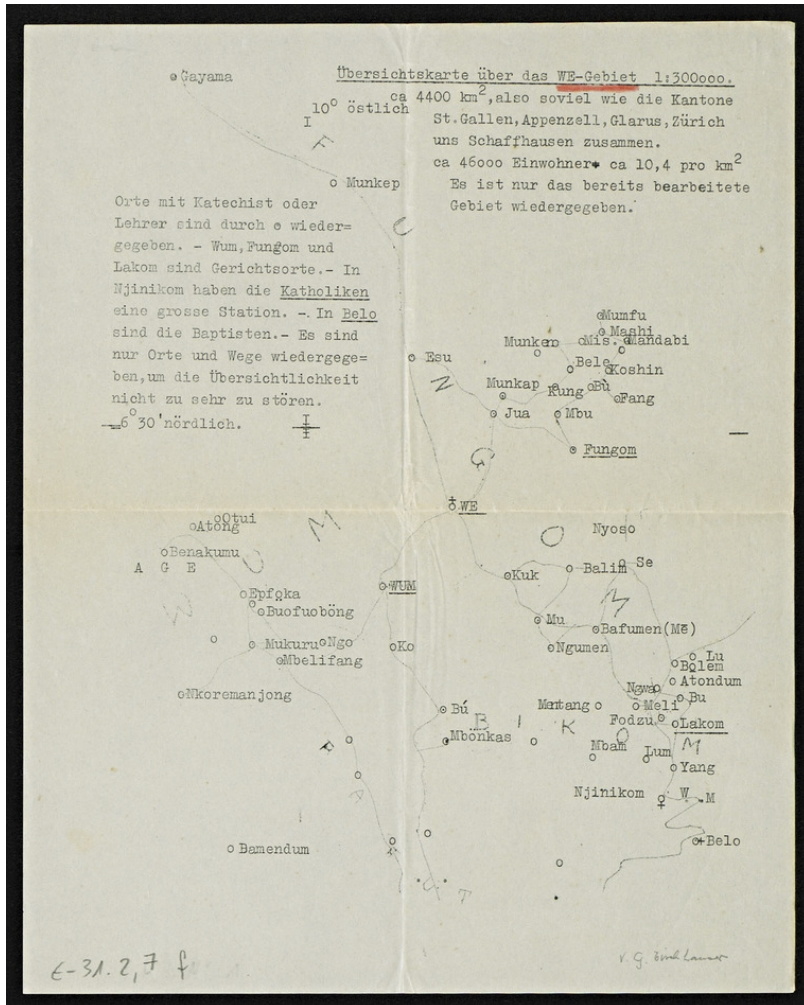 Gayama
Übersichtskarte über das WE-Gebiet 1:300000.
ca 4400 km²,also soviel wie die Kantone
10° östlich
St.Gallen,Appenzell,Glarus,Zürich
I
F
uns Schaffhausen zusammen.
ca 46000 Einwohner* ca 10,4 pro km²
Munkep
Es ist nur das bereits bearbeitete
Gebiet wiedergegeben.
Orte mit Katechist oder
Lehrer sind durch ⊙ wieder=
gegeben. - Wum,Fungom und
Lakom sind Gerichtsorte.- In
Njinikom haben die Katholiken
eine grosse Station. -. In Belo
sind die Baptisten.- Es sind
nur Orte und Wege wiedergege=
ben,um die Übersichtlichkeit
nicht zu sehr zu stören.
6° 30'nördlich.
U
N
G
O
M
Mumfu
Mashi
Munken Mis. Mandabi
Esu
Bele
Koshin
Munkap Kung Bù
Fang
Jua Mbu
Fungom
WE
Otui
Atong
Nyoso
Benakumu
A G E
Balin Se
Kuk
WUM
Epfoka
Buofuoböng
Mu
Bafumen(Më)
Mukuru Ngo
Ko
Ngumen
Mbelifang
Lu
Bolem
Atondum
Nkoremanjong
Ngwa
Bu
Bú
Mentang
Meli
B I K O M
Fodzu
Lakom
Mbonkas
Mbam
Lum
Yang
Njinikom
W M
Belo
Bamendum
E-31.2,7 f